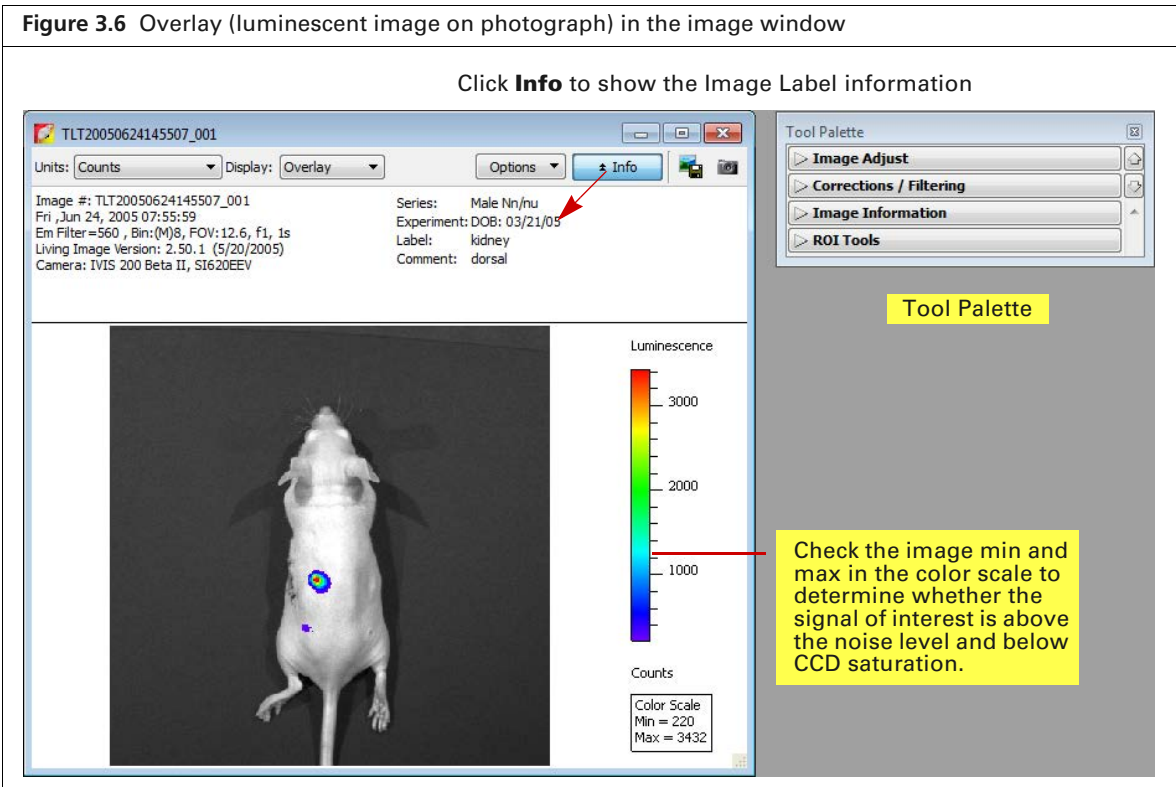 Figure 3.6 Overlay (luminescent image on photograph) in the image window
Click Info to show the Image Label information
TLT20050624145507_001
Units: Counts Display: Overlay Options Info
Image #: TLT20050624145507_001
Fri ,Jun 24, 2005 07:55:59
Em Filter=560 , Bin:(M)8, FOV:12.6, f1, 1s
Living Image Version: 2.50.1 (5/20/2005)
Camera: IVIS 200 Beta II, SI620EEV
Series: Male Nn/nu
Experiment: DOB: 03/21/05
Label: kidney
Comment: dorsal
Luminescence
3000
2000
1000
Counts
Color Scale
Min = 220
Max = 3432
Tool Palette
Image Adjust
Corrections / Filtering
Image Information
ROI Tools
Tool Palette
Check the image min and
max in the color scale to
determine whether the
signal of interest is above
the noise level and below
CCD saturation.